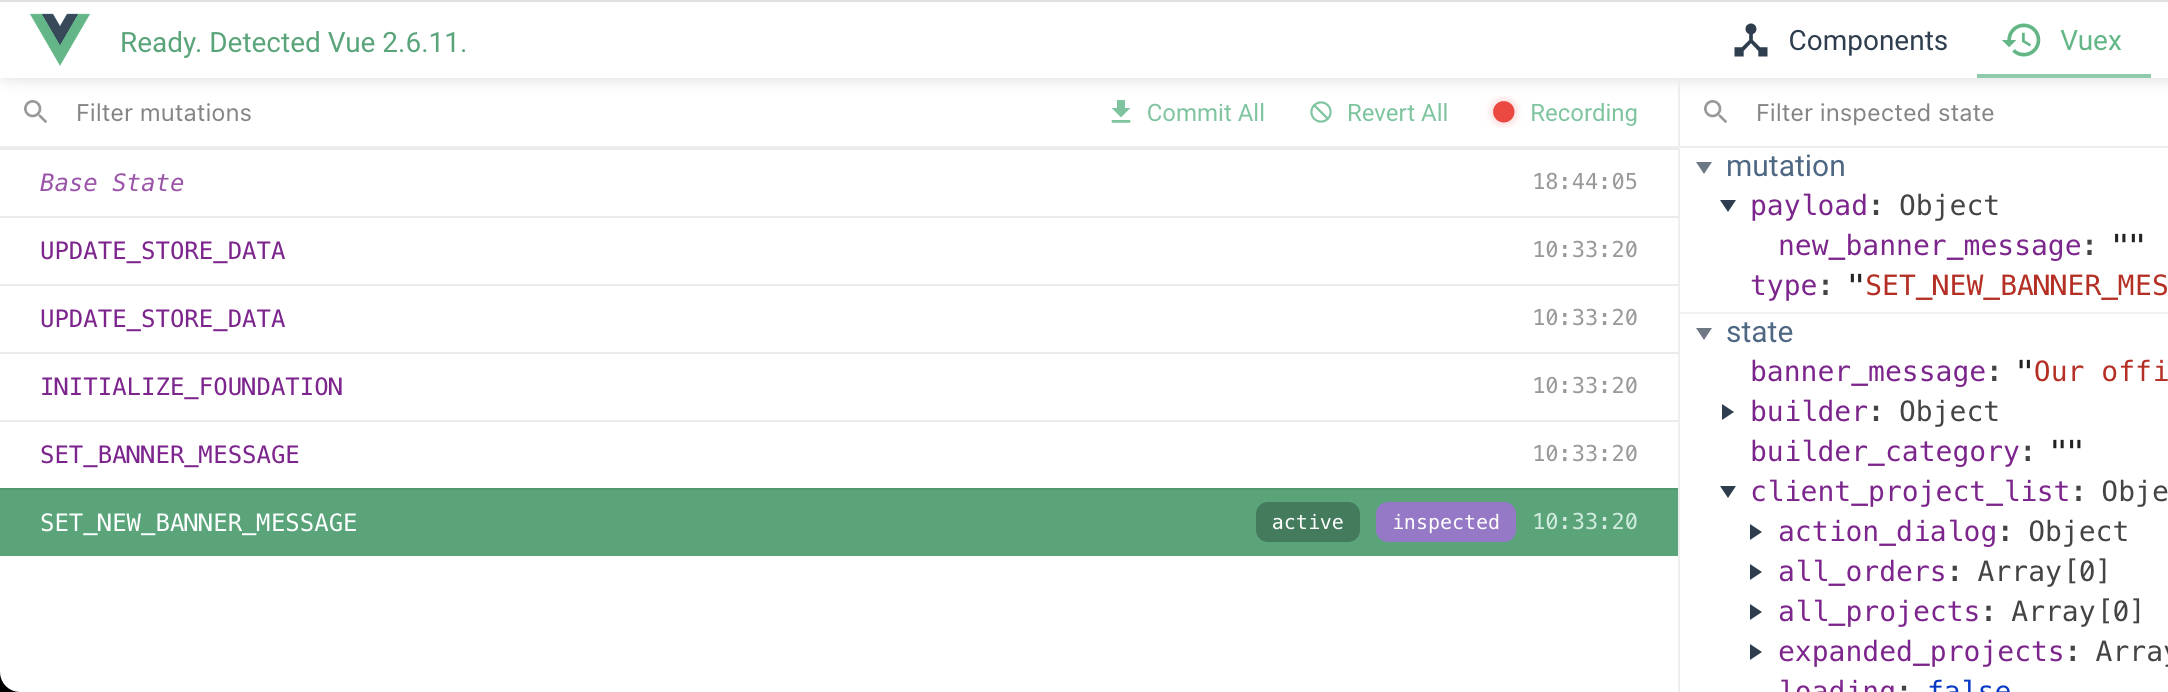 Ready. Detected Vue 2.6.11.
Components
Vuex
Filter mutations
Commit All
Revert All
Recording
Base State 18:44:05
UPDATE_STORE_DATA 10:33:20
UPDATE_STORE_DATA 10:33:20
INITIALIZE_FOUNDATION 10:33:20
SET_BANNER_MESSAGE 10:33:20
SET_NEW_BANNER_MESSAGE active inspected 10:33:20
Filter inspected state
mutation
payload: Object
new_banner_message: ""
type: "SET_NEW_BANNER_MES
state
banner_message: "Our offi
builder: Object
builder_category: ""
client_project_list: Obje
action_dialog: Object
all_orders: Array[0]
all_projects: Array[0]
expanded_projects: Array
loading: false